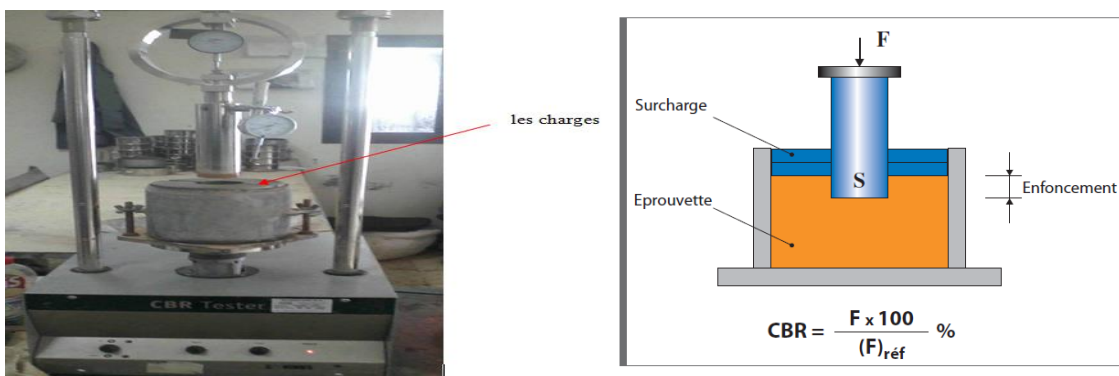 les charges
CBR Tester
F
Surcharge
S
Enfoncement
Eprouvette
CBR = F x 100 / (F)réf %